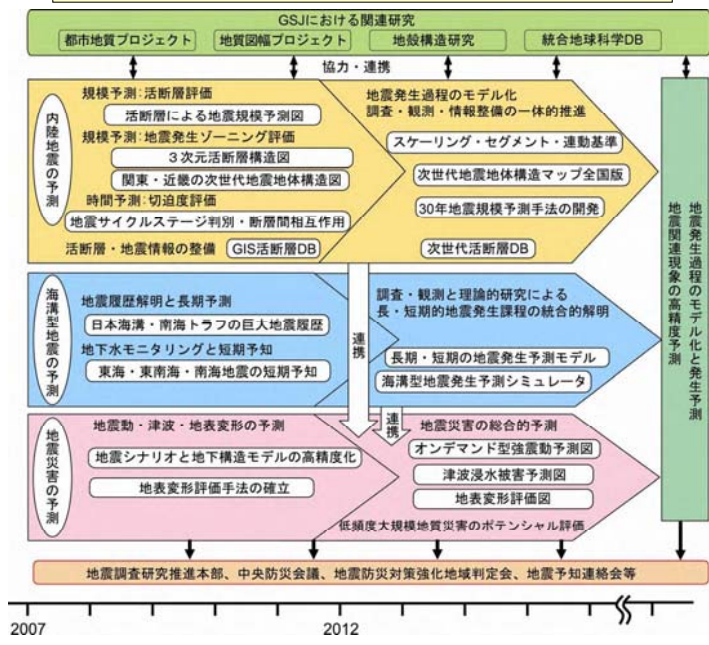 GSJにおける関連研究
都市地質プロジェクト
地質図幅プロジェクト
地殻構造研究
統合地球科学DB
協力・連携
内陸地震の予測
規模予測:活断層評価
活断層による地震規模予測図
規模予測:地震発生ゾーニング評価
３次元活断層構造図
関東・近畿の次世代地震地体構造図
時間予測:切迫度評価
地震サイクルステージ判別・断層間相互作用
活断層・地震情報の整備
GIS活断層DB
地震発生過程のモデル化
調査・観測・情報整備の一体的推進
スケーリング・セグメント・連動基準
次世代地震地体構造マップ全国版
30年地震規模予測手法の開発
次世代活断層DB
海溝型地震の予測
地震履歴解明と長期予測
日本海溝・南海トラフの巨大地震履歴
地下水モニタリングと短期予知
東海・東南海・南海地震の短期予知
連携
調査・観測と理論的研究による
長・短期的地震発生課程の統合的解明
長期・短期の地震発生予測モデル
海溝型地震発生予測シミュレータ
連携
地震災害の予測
地震動・津波・地表変形の予測
地震シナリオと地下構造モデルの高精度化
地表変形評価手法の確立
地震災害の総合的予測
オンデマンド型強震動予測図
津波浸水被害予測図
地表変形評価図
低頻度大規模地質災害のポテンシャル評価
地震発生過程のモデル化と発生予測
地震関連現象の高精度予測
地震調査研究推進本部、中央防災会議、地震防災対策強化地域判定会、地震予知連絡会等
2007
2012